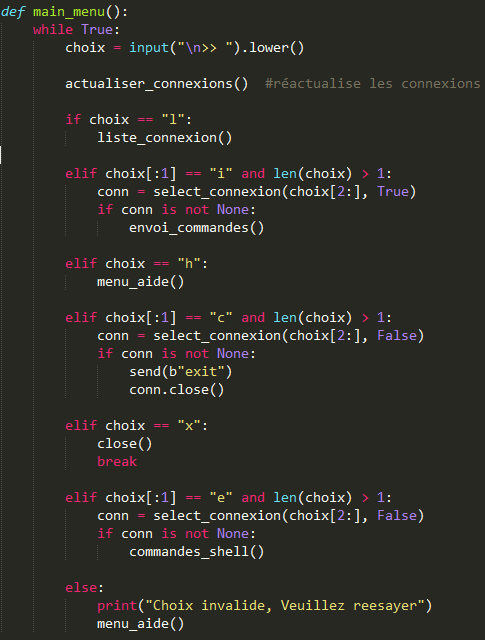 def main_menu():
    while True:
        choix = input("\n>> ").lower()
        actualiser_connexions()  #réactualise les connexions
        if choix == "l":
            liste_connexion()
        elif choix[:1] == "i" and len(choix) > 1:
            conn = select_connexion(choix[2:], True)
            if conn is not None:
                envoi_commandes()
        elif choix == "h":
            menu_aide()
        elif choix[:1] == "c" and len(choix) > 1:
            conn = select_connexion(choix[2:], False)
            if conn is not None:
                send(b"exit")
                conn.close()
        elif choix == "x":
            close()
            break
        elif choix[:1] == "e" and len(choix) > 1:
            conn = select_connexion(choix[2:], False)
            if conn is not None:
                commandes_shell()
        else:
            print("Choix invalide, Veuillez reesayer")
            menu_aide()